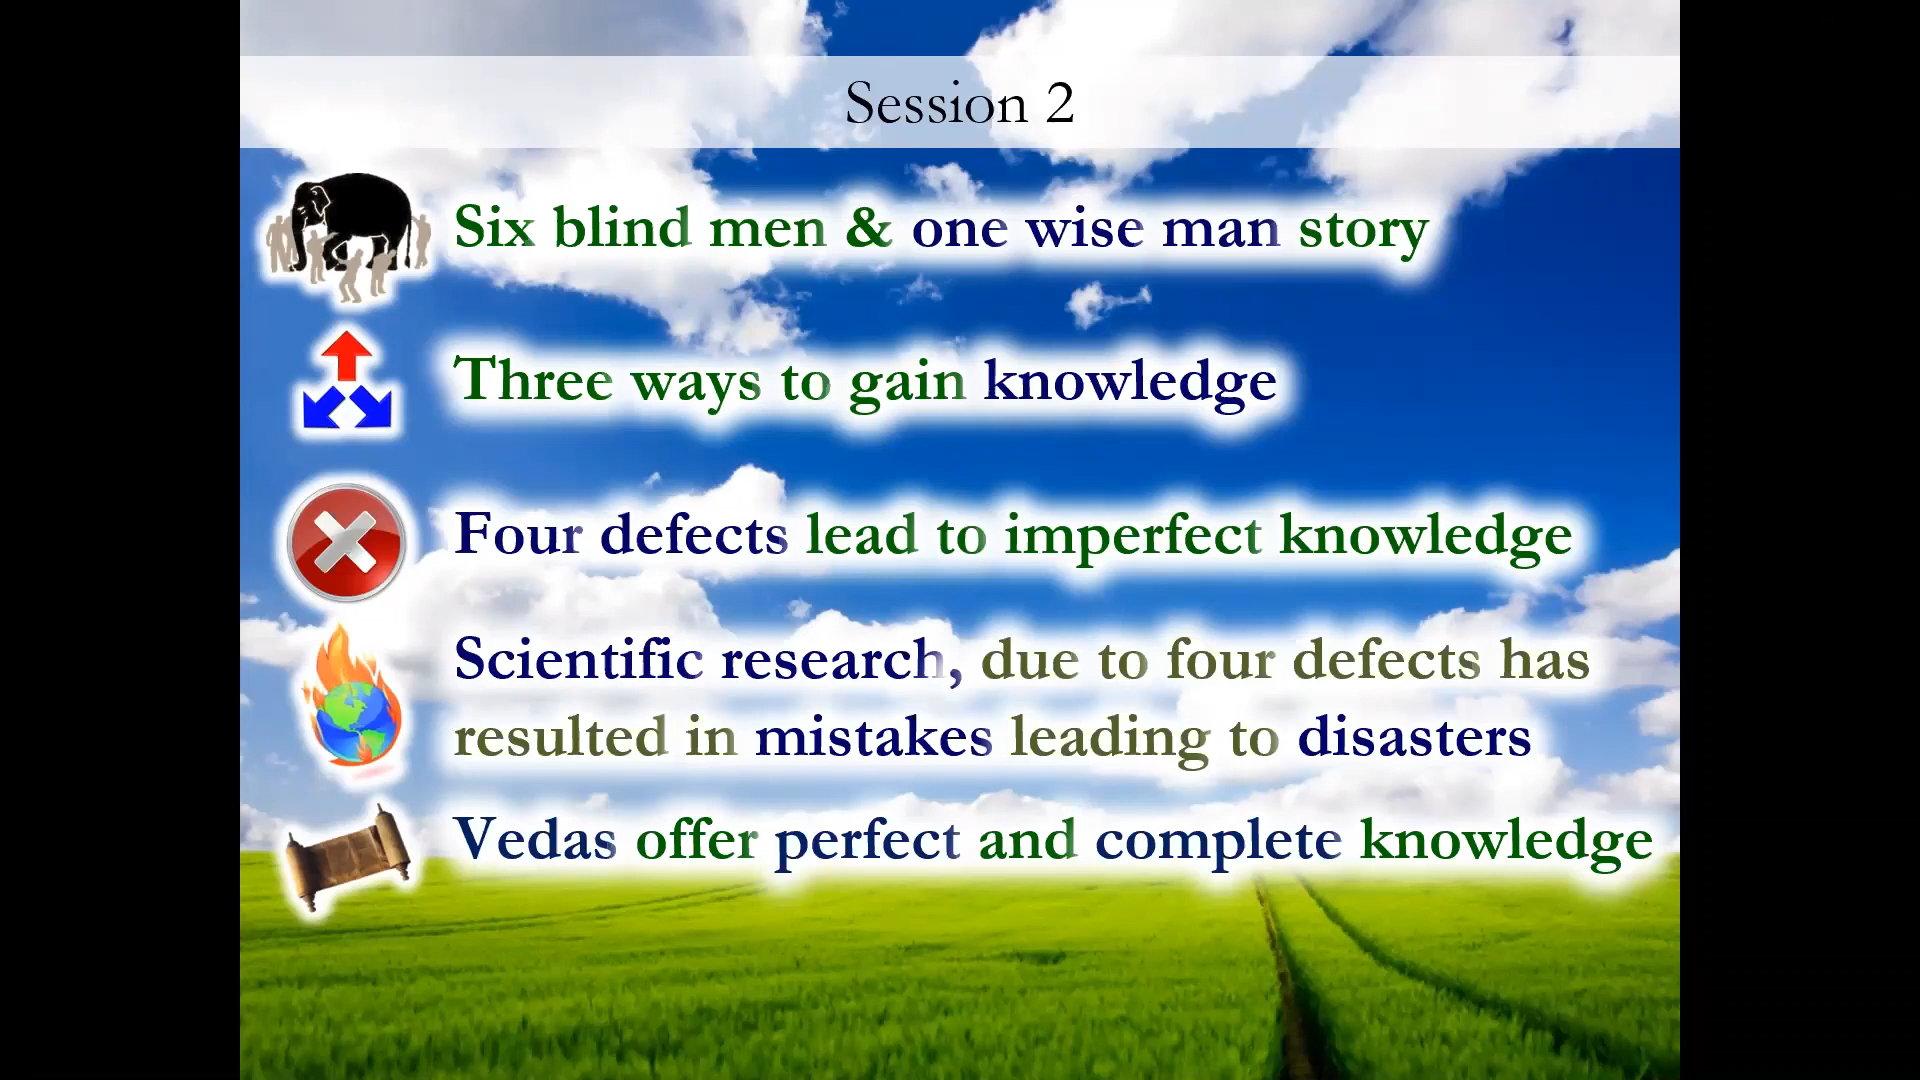 Session 2
Six blind men & one wise man story
Three ways to gain knowledge
Four defects lead to imperfect knowledge
Scientific research, due to four defects has
resulted in mistakes leading to disasters
Vedas offer perfect and complete knowledge